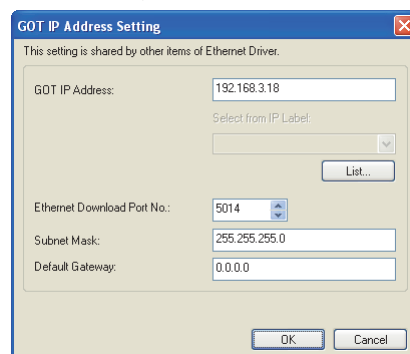 GOT IP Address Setting
This setting is shared by other items of Ethernet Driver.
GOT IP Address: 192.168.3.18
Select from IP Label:
List...
Ethernet Download Port No.: 5014
Subnet Mask: 255.255.255.0
Default Gateway: 0.0.0.0
OK Cancel